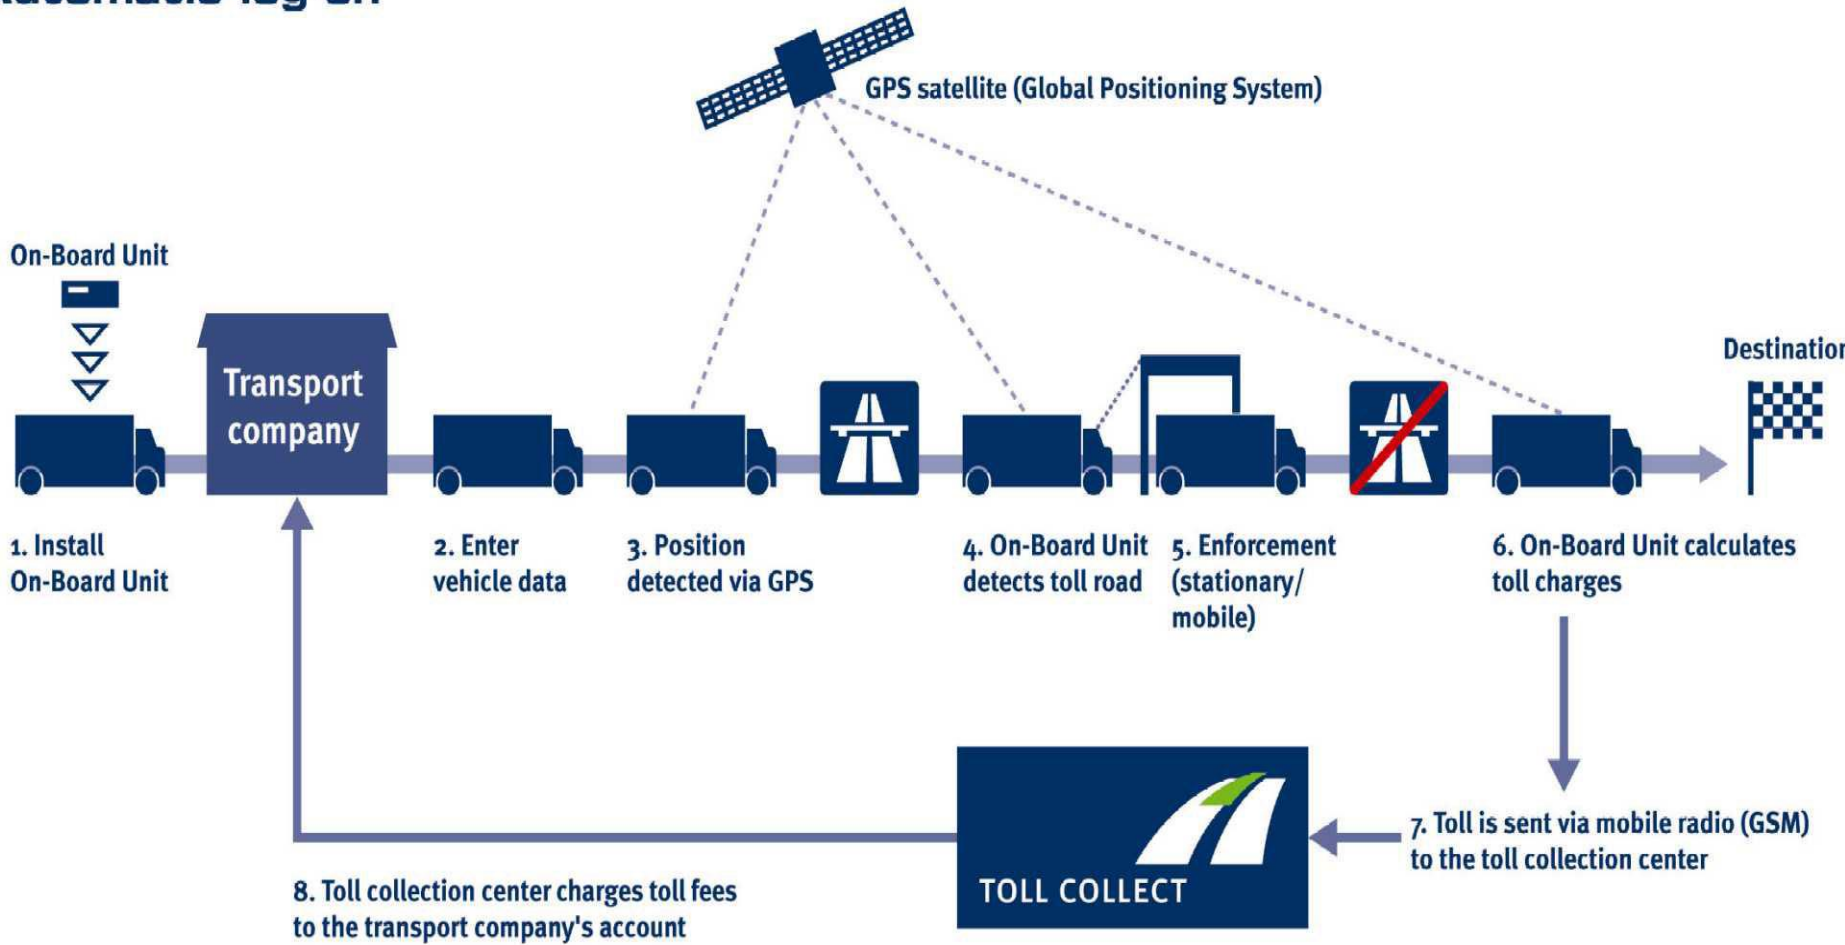 GPS satellite (Global Positioning System)
On-Board Unit
Destination
Transport
company
1. Install
On-Board Unit
2. Enter
vehicle data
3. Position
detected via GPS
4. On-Board Unit
detects toll road
5. Enforcement
(stationary/
mobile)
6. On-Board Unit calculates
toll charges
7. Toll is sent via mobile radio (GSM)
to the toll collection center
TOLL COLLECT
8. Toll collection center charges toll fees
to the transport company's account